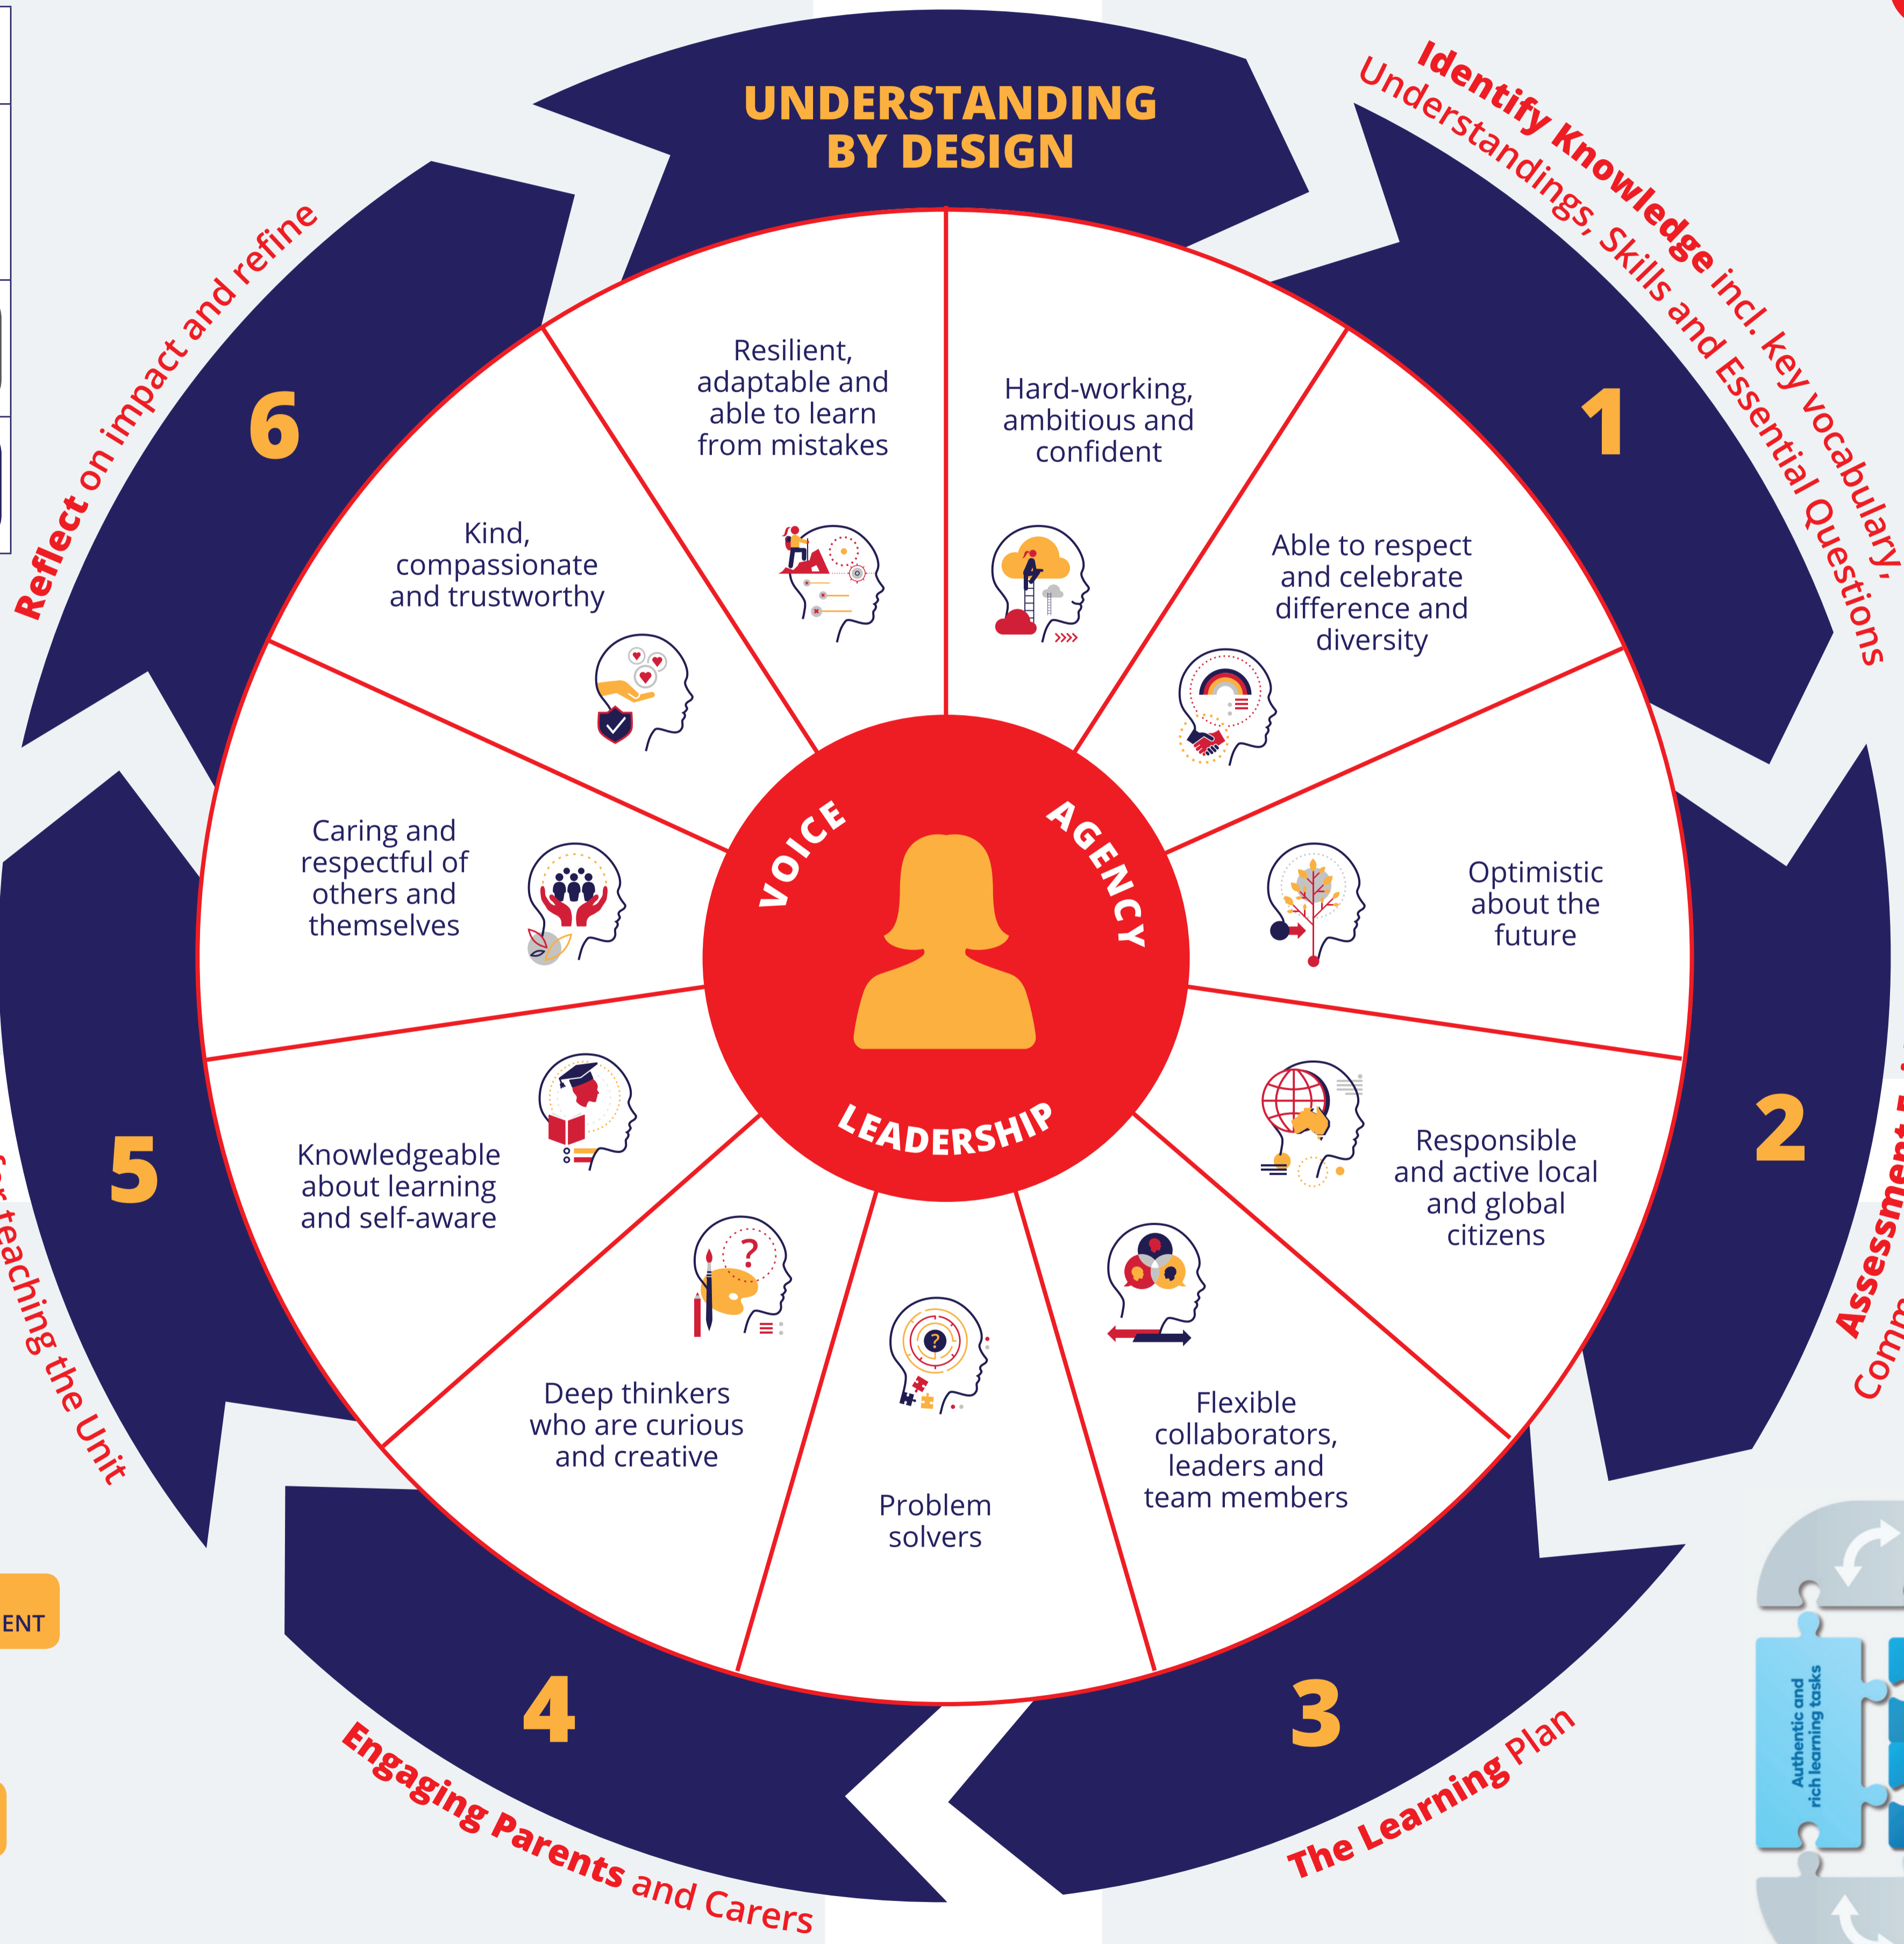 UNDERSTANDING
BY DESIGN
Identify Knowledge incl. key vocabulary,
Understandings, Skills and Essential Questions
1
2
Assessment
3
The Learning Plan
4
Engaging Parents and Carers
5
teaching the Unit
6
Reflect on impact and refine
Hard-working,
ambitious and
confident
Able to respect
and celebrate
difference and
diversity
Optimistic
about the
future
Responsible
and active local
and global
citizens
Flexible
collaborators,
leaders and
team members
Problem
solvers
?
Deep thinkers
who are curious
and creative
?
Knowledgeable
about learning
and self-aware
Caring and
respectful of
others and
themselves
Kind,
compassionate
and trustworthy
Resilient,
adaptable and
able to learn
from mistakes
VOICE
AGENCY
LEADERSHIP
ENT
Authentic and
rich learning tasks